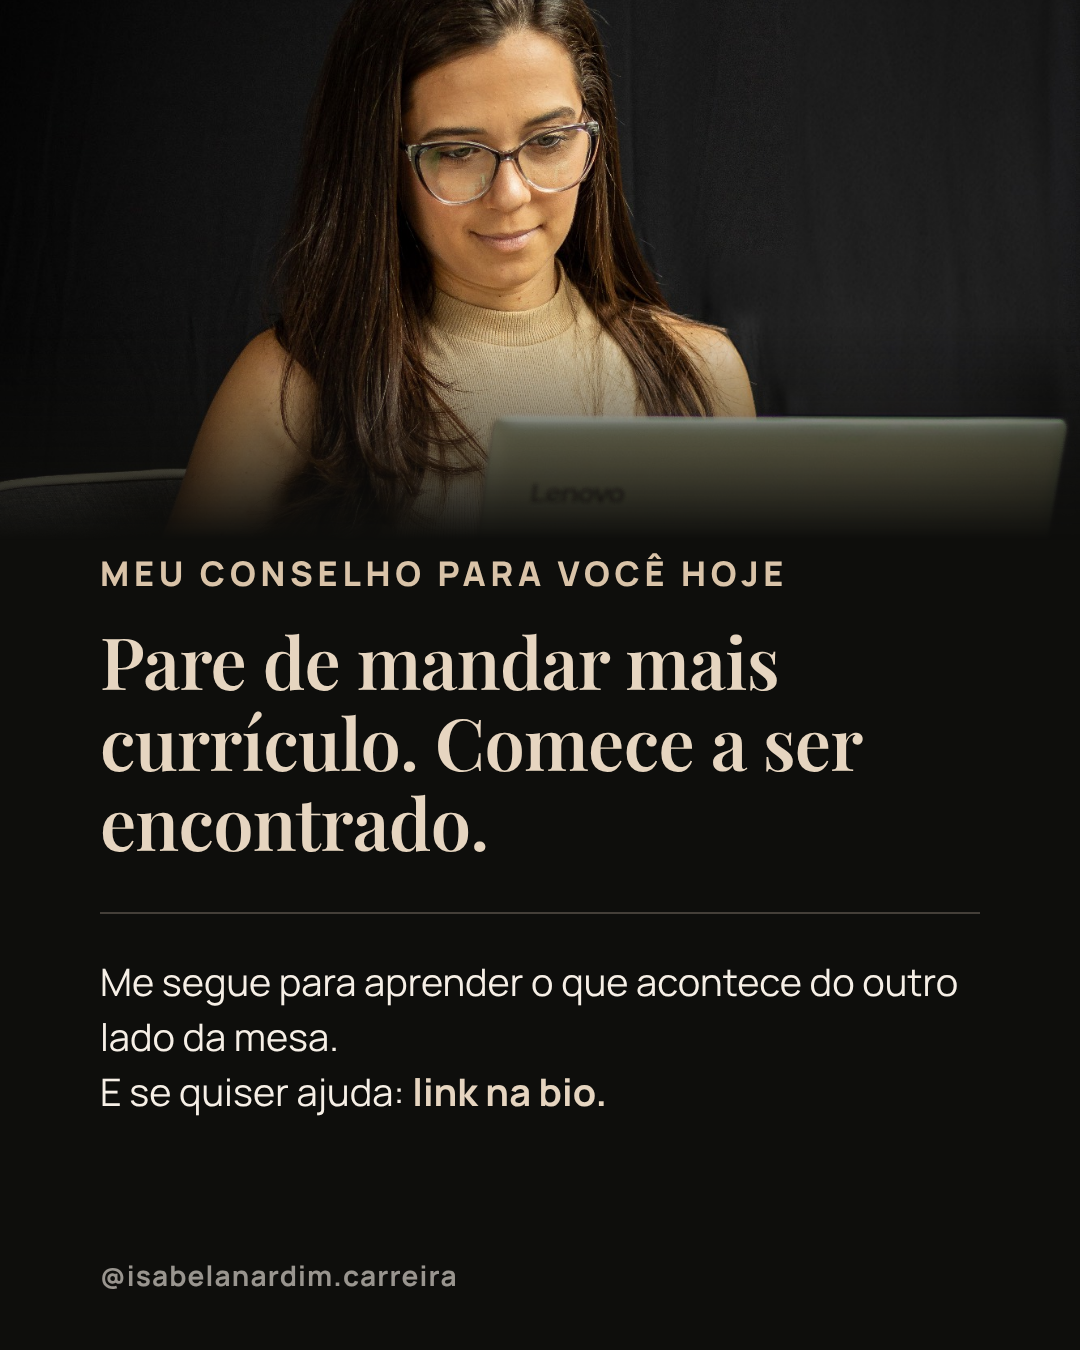 Lenovo
MEU CONSELHO PARA VOCÊ HOJE
Pare de mandar mais
currículo. Comece a ser
encontrado.
Me segue para aprender o que acontece do outro
lado da mesa.
E se quiser ajuda: link na bio.
@isabelanardim.carreira